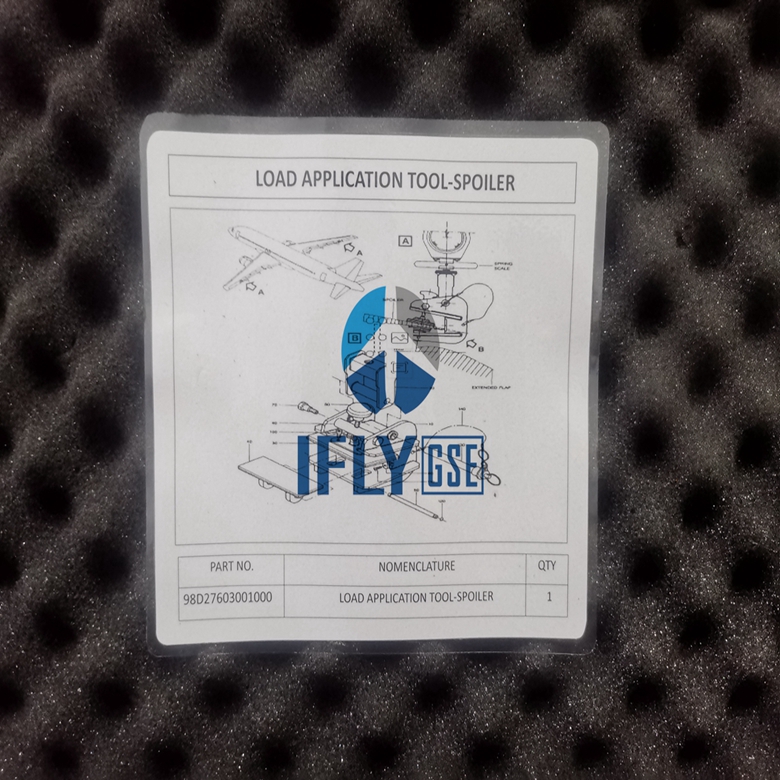 LOAD APPLICATION TOOL-SPOILER
A
A
A
SPRING
SCALE
SPOILER
B
B
EXTENDED FLAP
IFLY GSE
PART NO. NOMENCLATURE QTY
98D27603001000 LOAD APPLICATION TOOL-SPOILER 1